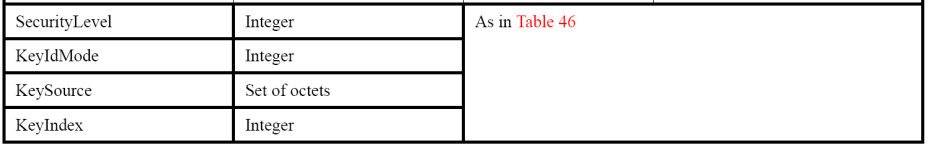 SecurityLevel Integer As in Table 46
KeyIdMode Integer
KeySource Set of octets
KeyIndex Integer